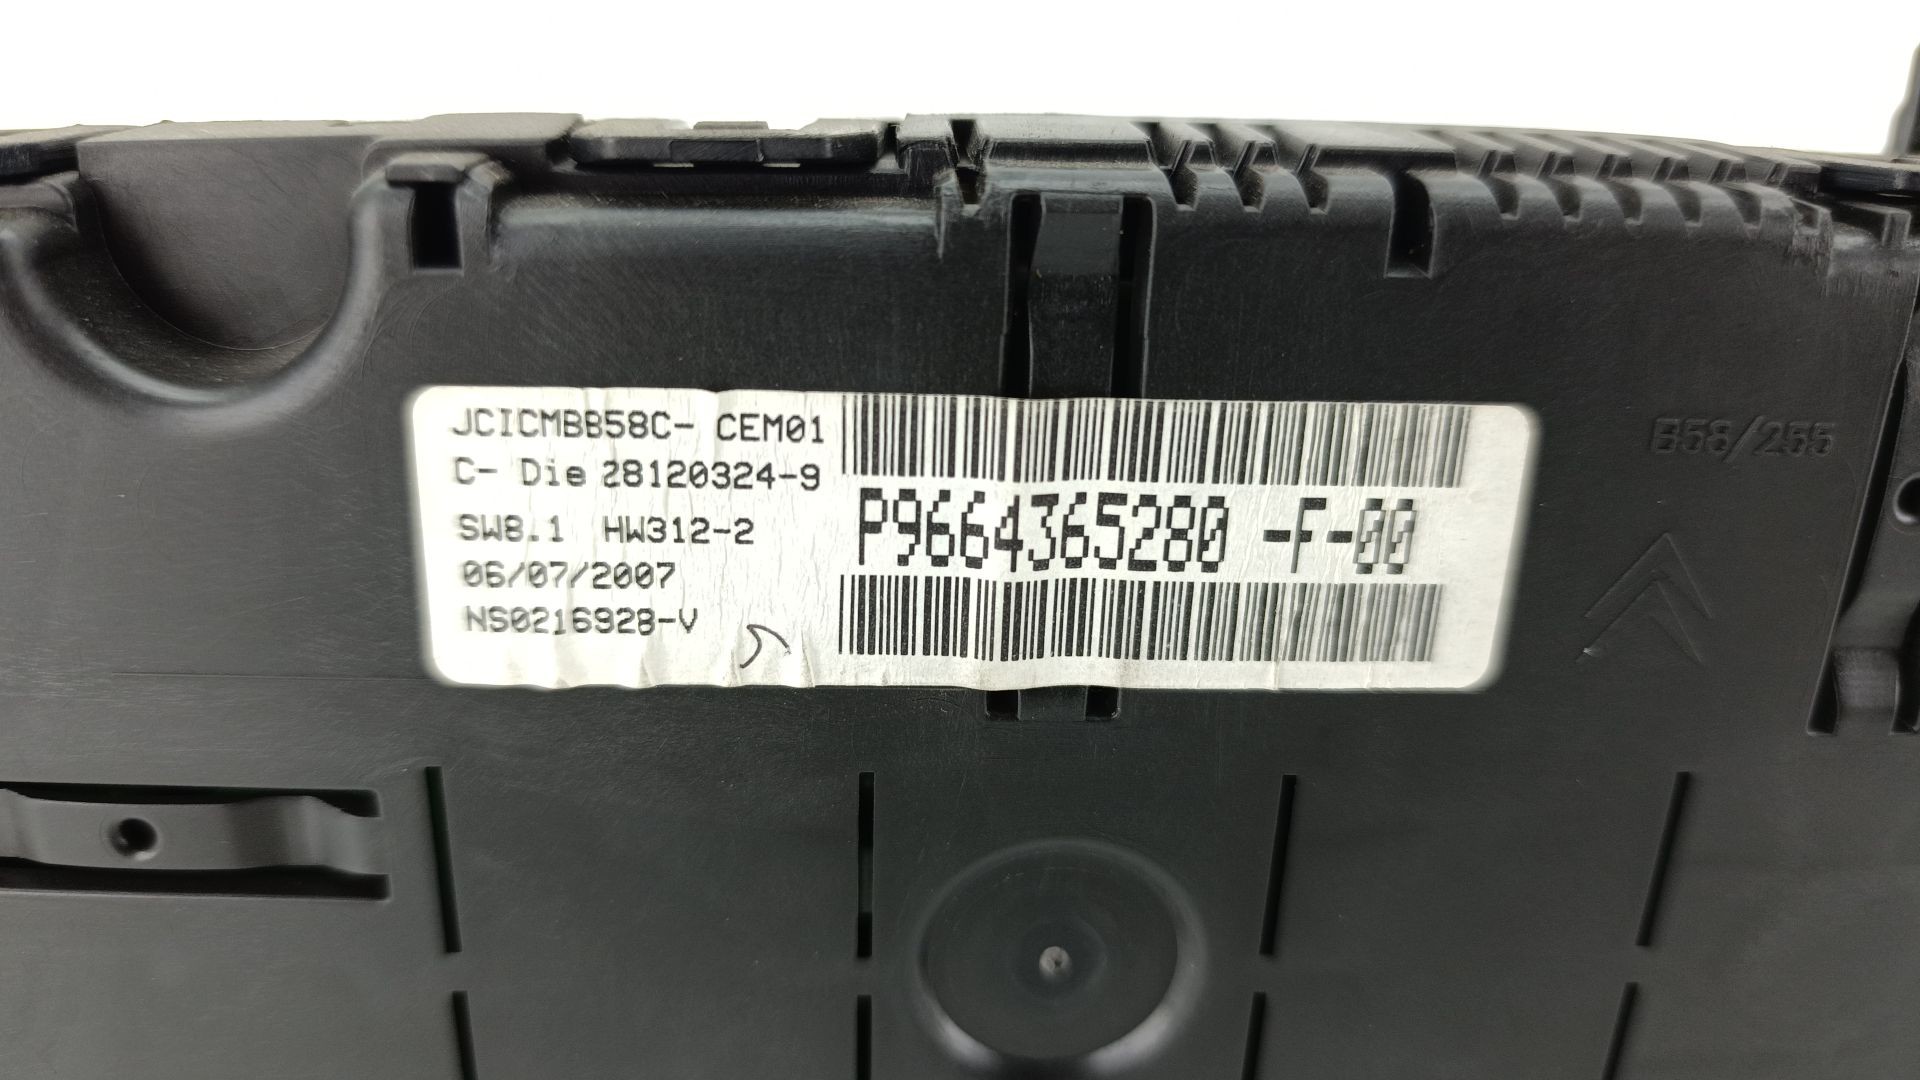 JCICMBB58C- CEM01
C- Die 28120324-9
SW8.1 HW312-2
06/07/2007
NS0216928-V
P9664365280 -F-00
B58/255